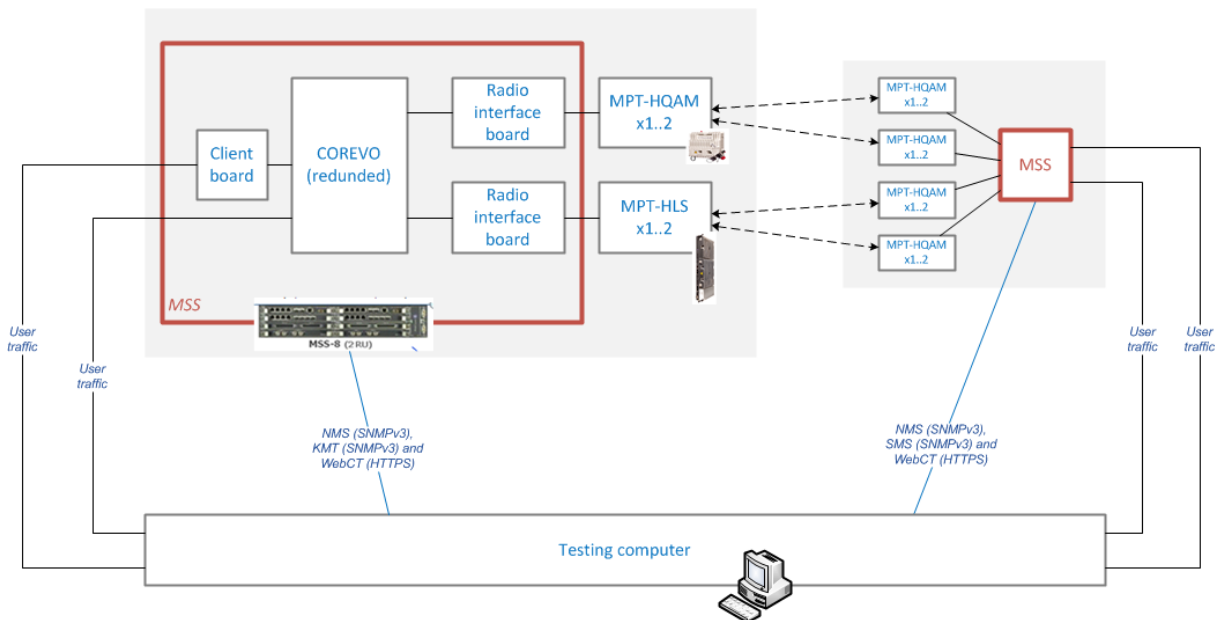 Client
board
COREVO
(redunded)
Radio
interface
board
MPT-HQAM
x1..2
Radio
interface
board
MPT-HLS
x1..2
MSS
MSS-8 (2RU)
MPT-HQAM
x1..2
MPT-HQAM
x1..2
MPT-HQAM
x1..2
MPT-HQAM
x1..2
MSS
User
traffic
User
traffic
NMS (SNMPv3),
KMT (SNMPv3) and
WebCT (HTTPS)
NMS (SNMPv3),
SMS (SNMPv3) and
WebCT (HTTPS)
User
traffic
User
traffic
Testing computer